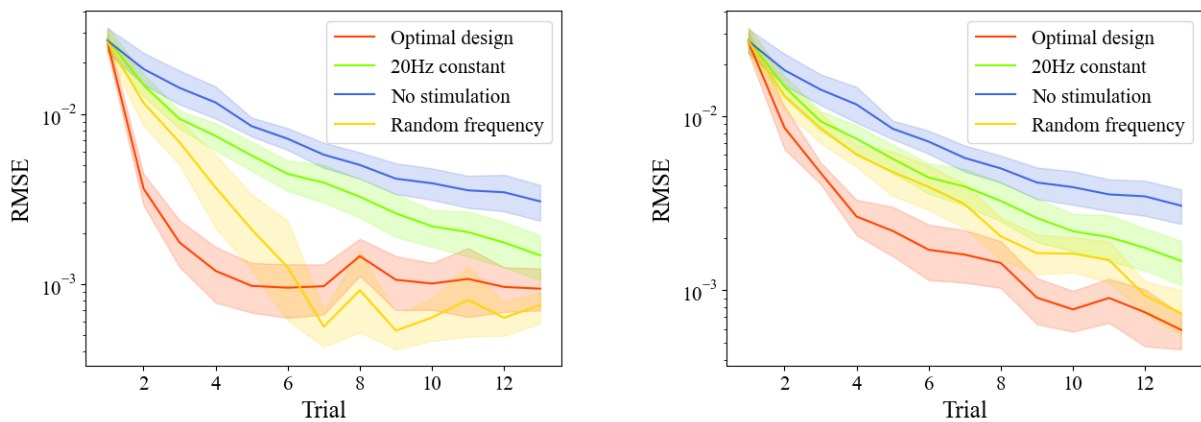 Optimal design
20Hz constant
No stimulation
Random frequency
10⁻²
10⁻³
RMSE
2 4 6 8 10 12
Trial
Optimal design
20Hz constant
No stimulation
Random frequency
10⁻²
10⁻³
RMSE
2 4 6 8 10 12
Trial